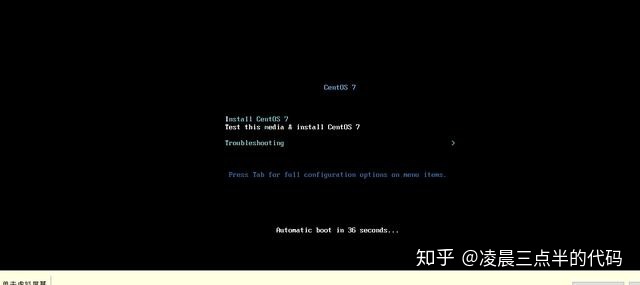 CentOS 7
Install CentOS 7
Test this media & install CentOS 7
Troubleshooting >
Press Tab for full configuration options on menu items.
Automatic boot in 36 seconds...
知乎 @凌晨三点半的代码